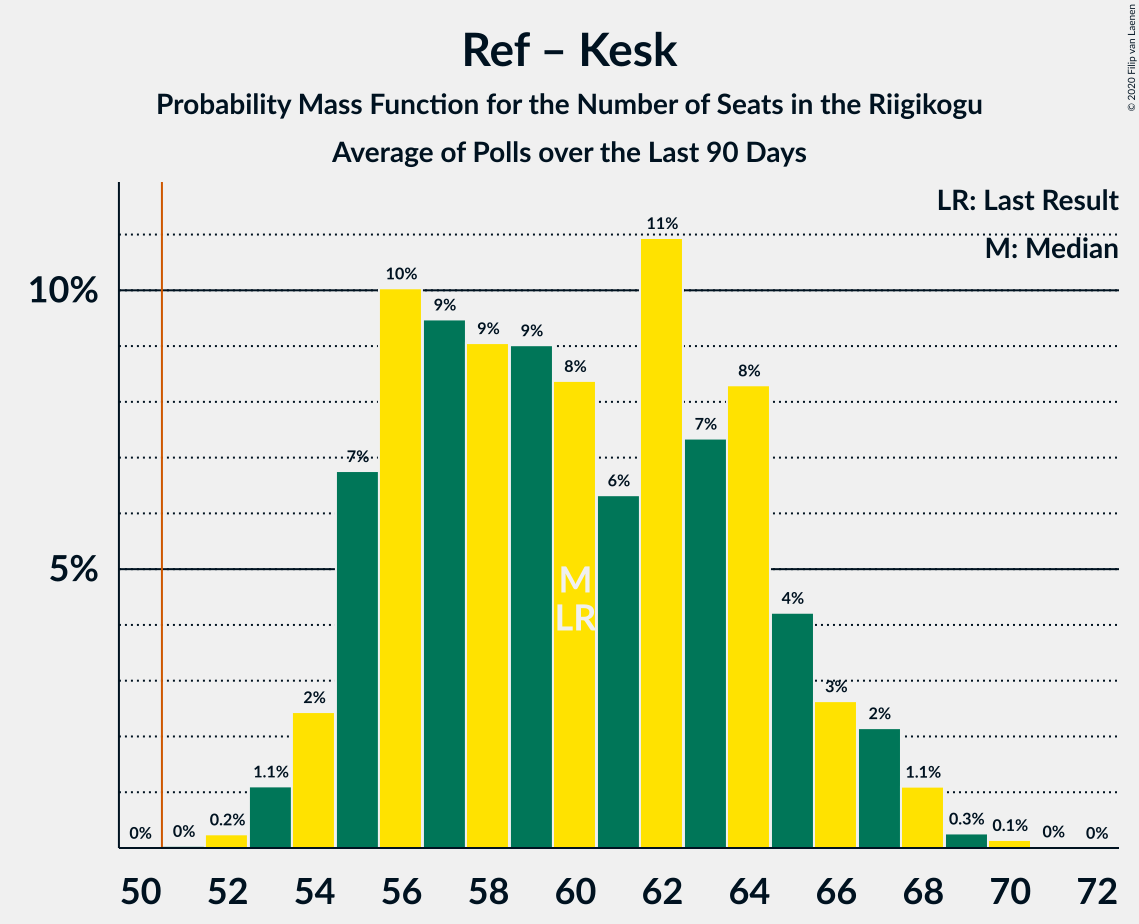 Ref – Kesk
Probability Mass Function for the Number of Seats in the Riigikogu
Average of Polls over the Last 90 Days
© 2020 Filip van Laenen
LR: Last Result
M: Median
10%
5%
0%
0%
0.2%
1.1%
2%
7%
10%
9%
9%
9%
8%
6%
11%
7%
8%
4%
3%
2%
1.1%
0.3%
0.1%
0%
0%
M
LR
50 52 54 56 58 60 62 64 66 68 70 72